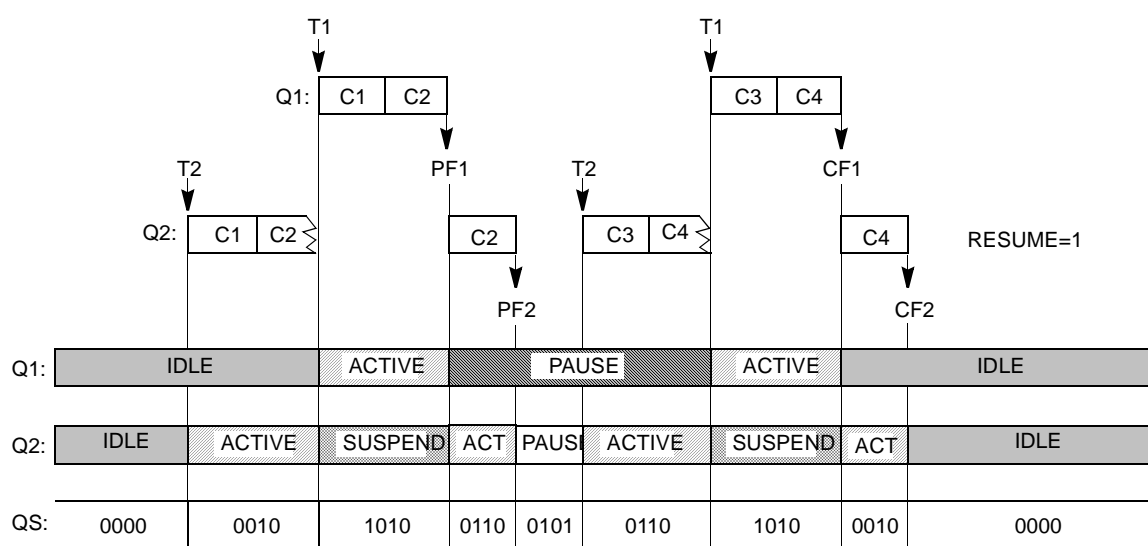 T1 T1
Q1: C1 C2 C3 C4
T2 PF1 T2 CF1
Q2: C1 C2 C2 C3 C4 C4 RESUME=1
PF2 CF2
Q1: IDLE ACTIVE PAUSE ACTIVE IDLE
Q2: IDLE ACTIVE SUSPEND ACT PAUSE ACTIVE SUSPEND ACT IDLE
QS: 0000 0010 1010 0110 0101 0110 1010 0010 0000